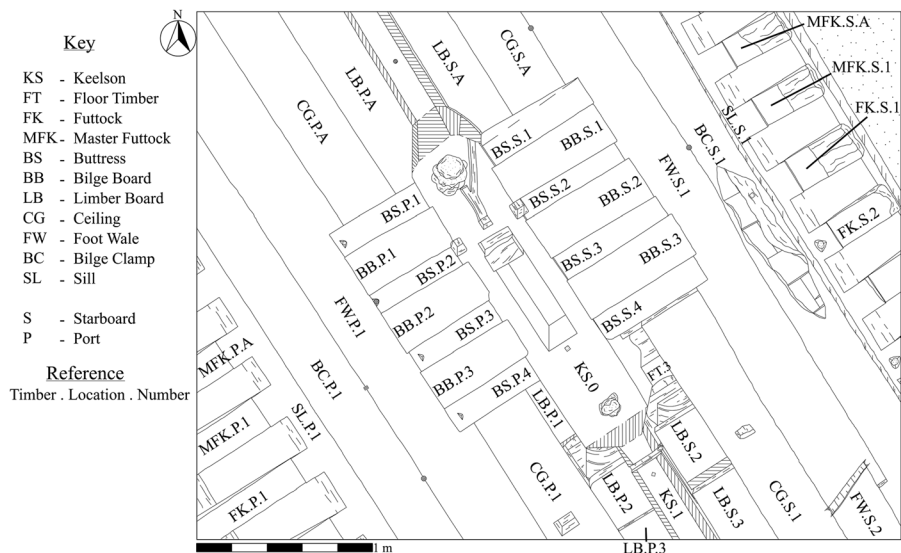 Key
KS - Keelson
FT - Floor Timber
FK - Futtock
MFK - Master Futtock
BS - Buttress
BB - Bilge Board
LB - Limber Board
CG - Ceiling
FW - Foot Wale
BC - Bilge Clamp
SL - Sill
S - Starboard
P - Port
Reference
Timber . Location . Number
N
MFK.S.A
MFK.S.1
FK.S.1
FK.S.2
SL.S.1
BC.S.1
FW.S.1
CG.S.A
LB.S.A
LB.P.A
CG.P.A
BS.S.1
BB.S.1
BS.S.2
BB.S.2
BS.S.3
BB.S.3
BS.S.4
BS.P.1
BB.P.1
BS.P.2
BB.P.2
BS.P.3
BB.P.3
BS.P.4
FW.P.1
BC.P.1
SL.P.1
MFK.P.A
MFK.P.1
FK.P.1
KS.0
FT.3
LB.P.1
LB.S.2
CG.P.1
LB.P.2
KS.1
LB.S.3
CG.S.1
FW.S.2
LB.P.3
1 m